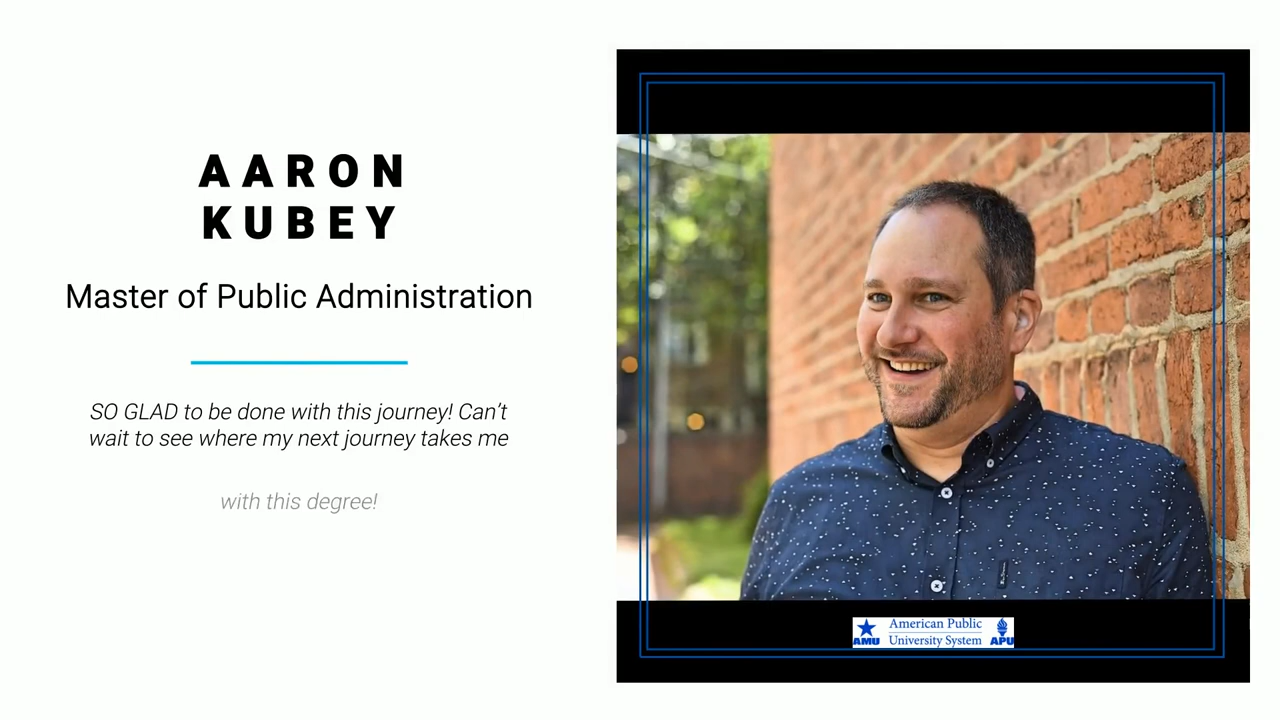 AARON
KUBEY
Master of Public Administration
SO GLAD to be done with this journey! Can't
wait to see where my next journey takes me
with this degree!
American Public
University System
AMU
APU